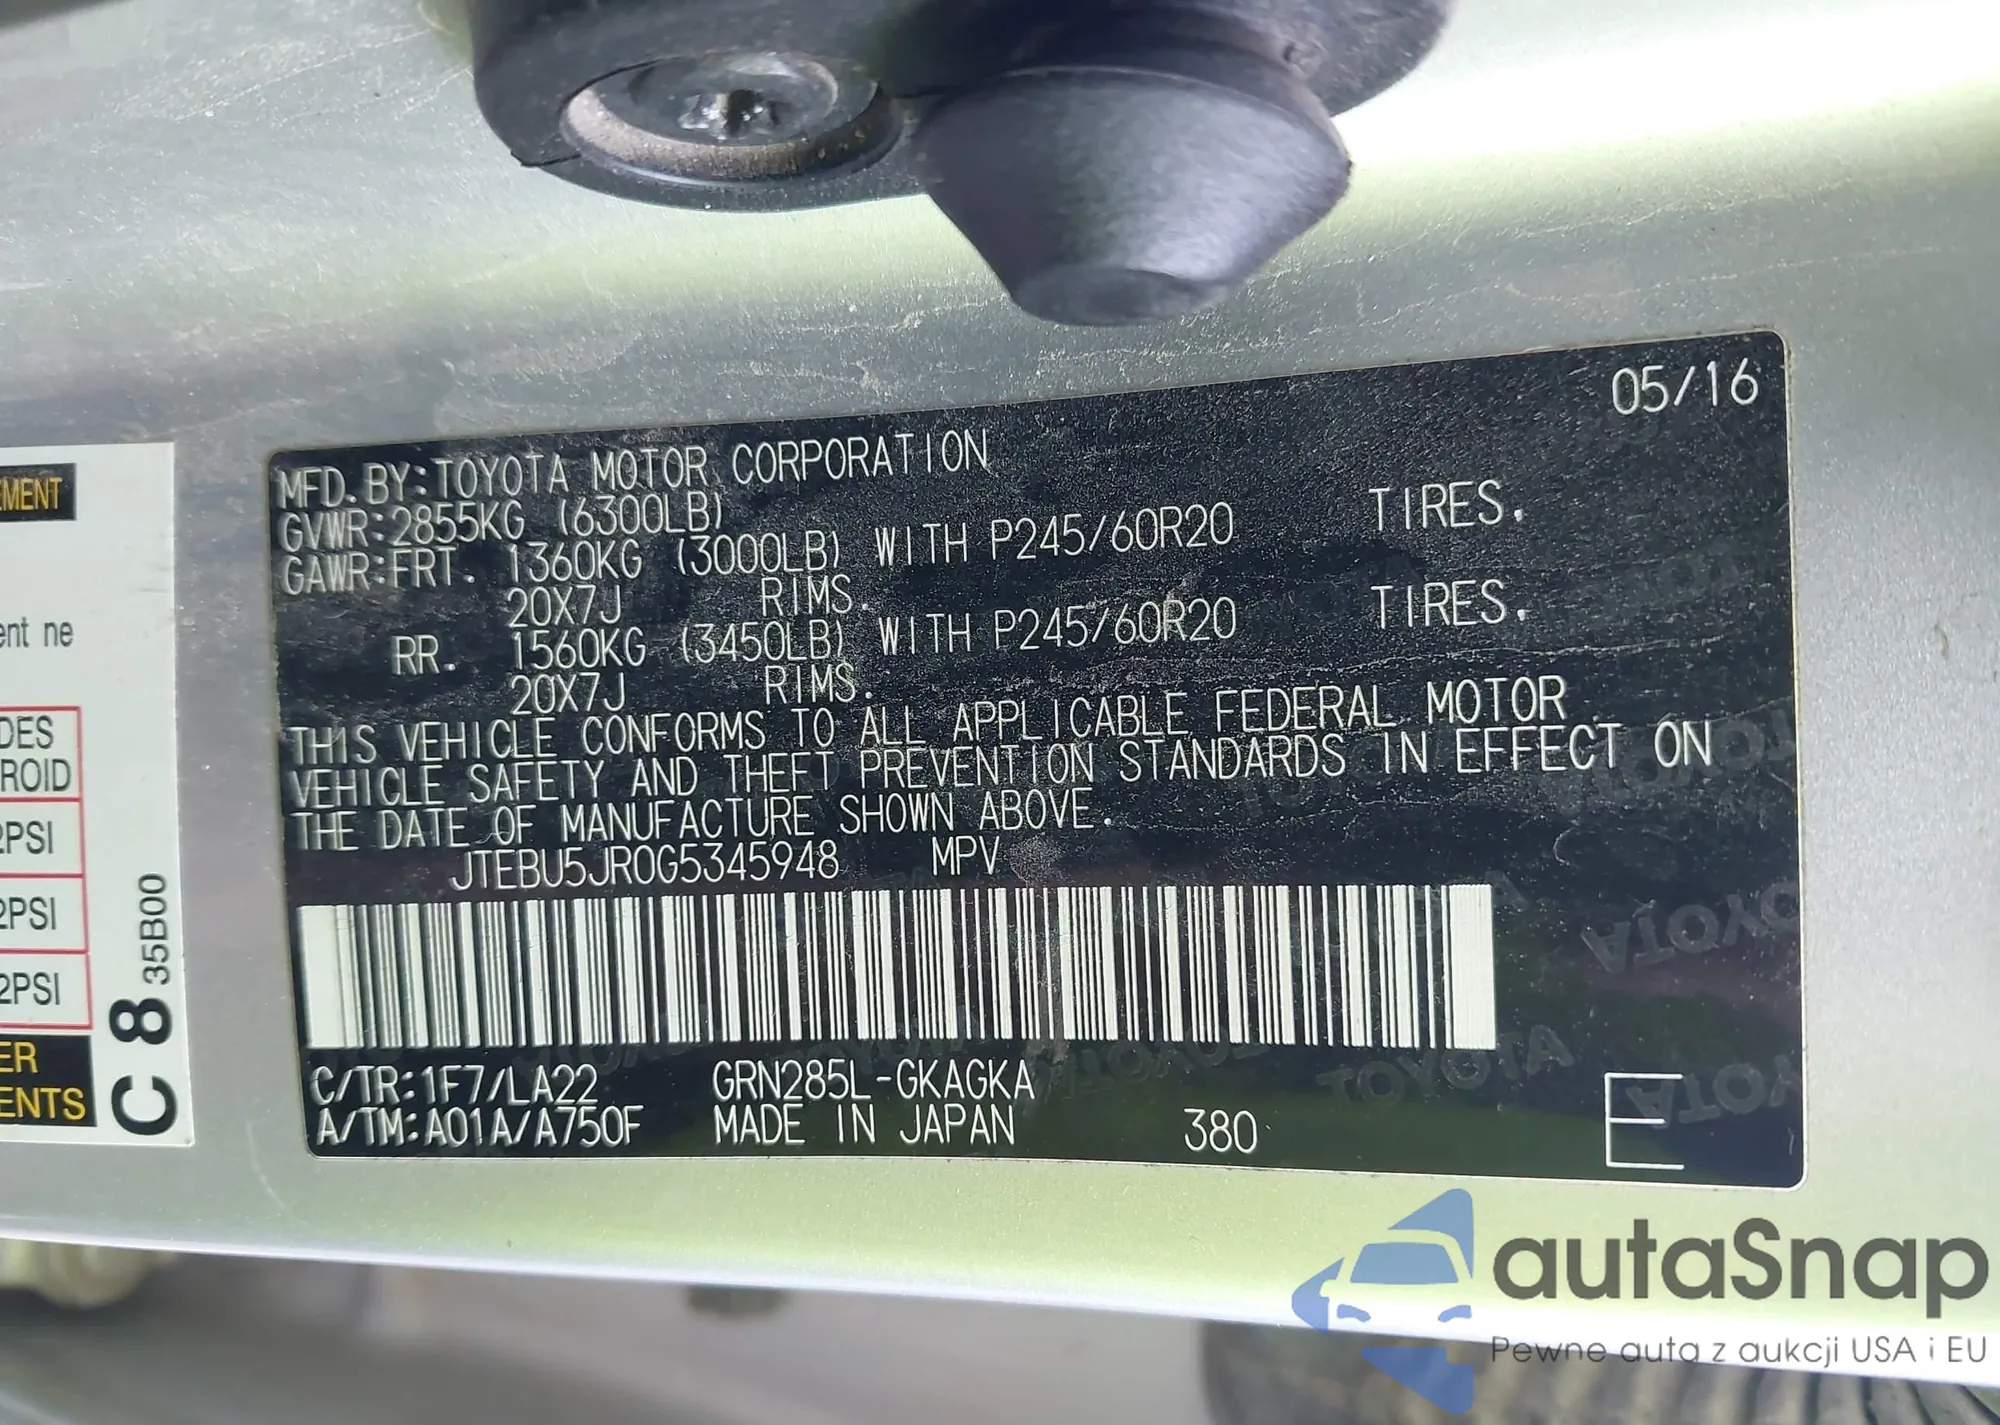 05/16
MFD. BY:TOYOTA MOTOR CORPORATION
GVWR:2855KG (6300LB)
GAWR:FRT. 1360KG (3000LB) WITH P245/60R20 TIRES.
20X7J RIMS.
RR. 1560KG (3450LB) WITH P245/60R20 TIRES.
20X7J RIMS.
THIS VEHICLE CONFORMS TO ALL APPLICABLE FEDERAL MOTOR
VEHICLE SAFETY AND THEFT PREVENTION STANDARDS IN EFFECT ON
THE DATE OF MANUFACTURE SHOWN ABOVE.
JTEBU5JR0G5345948 MPV
C/TR:1F7/LA22 GRN285L-GKAGKA
A/TM:A01A/A750F MADE IN JAPAN 380 E
EMENT
ent ne
DES
ROID
2PSI
2PSI
2PSI
ER
ENTS
C 8 35B00
TOYOTA
TOYOTA
autaSnap
Pewne auta z aukcji USA i EU